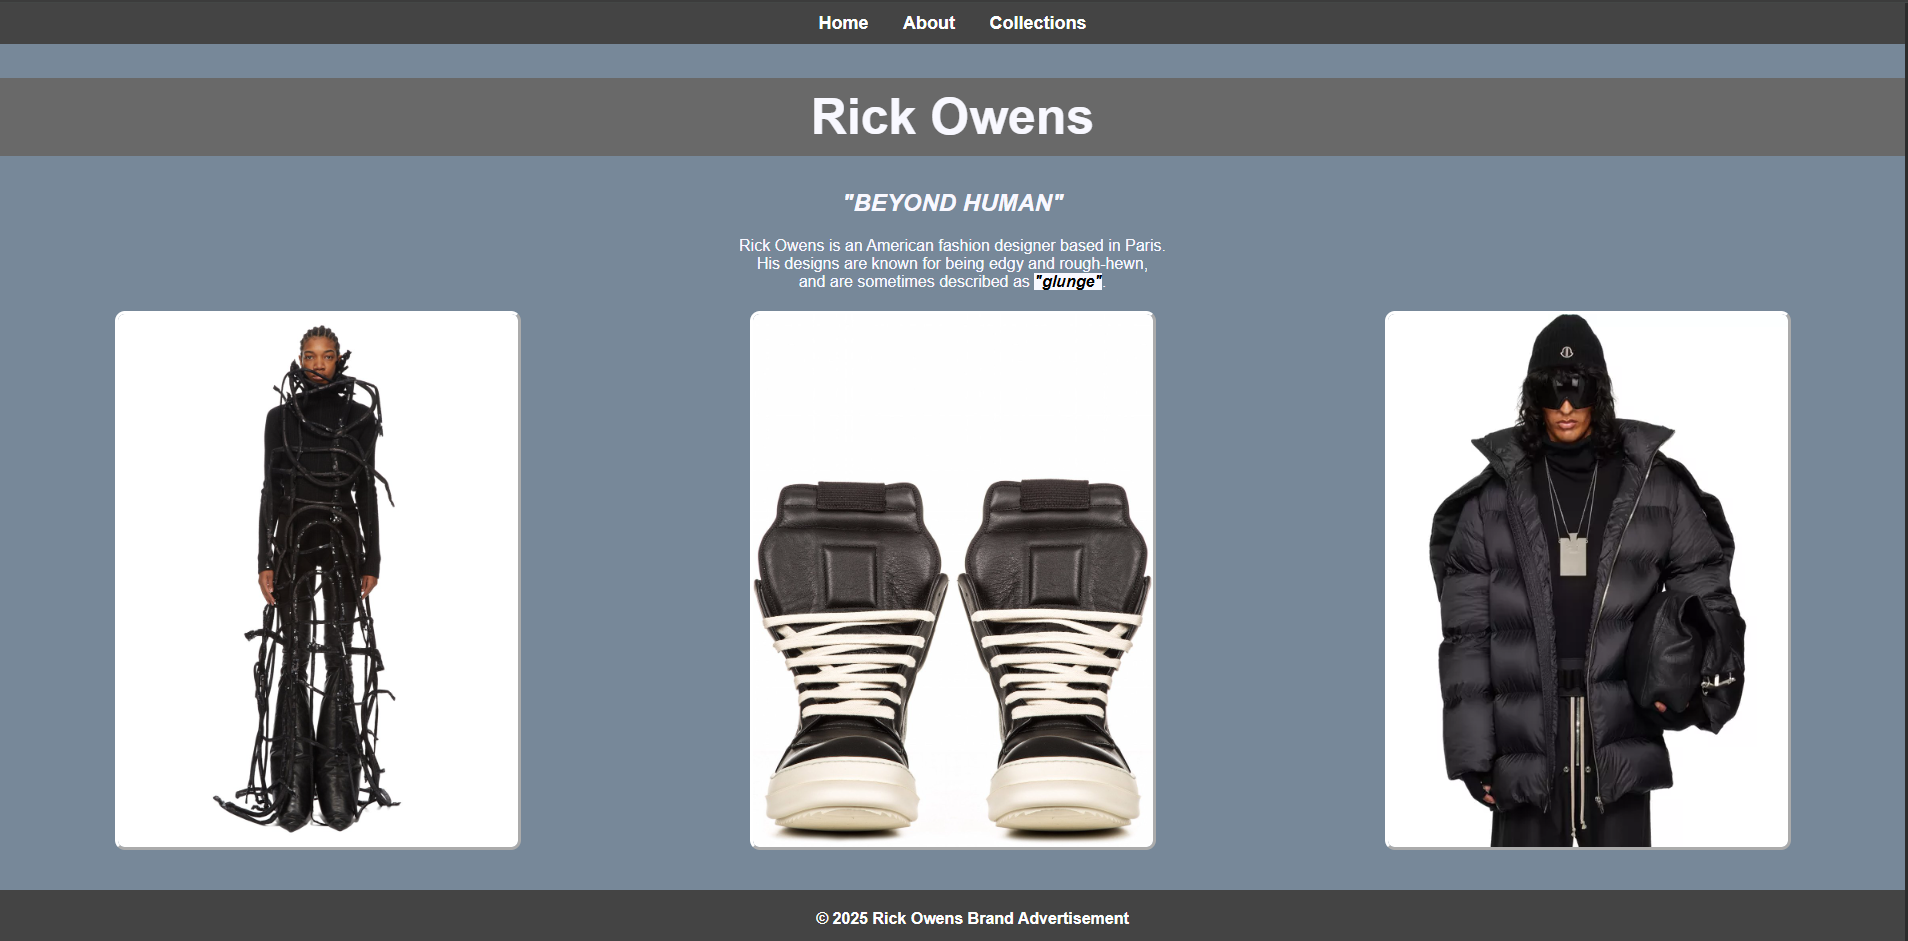 Home About Collections
Rick Owens
"BEYOND HUMAN"
Rick Owens is an American fashion designer based in Paris.
His designs are known for being edgy and rough-hewn,
and are sometimes described as "glunge".
© 2025 Rick Owens Brand Advertisement